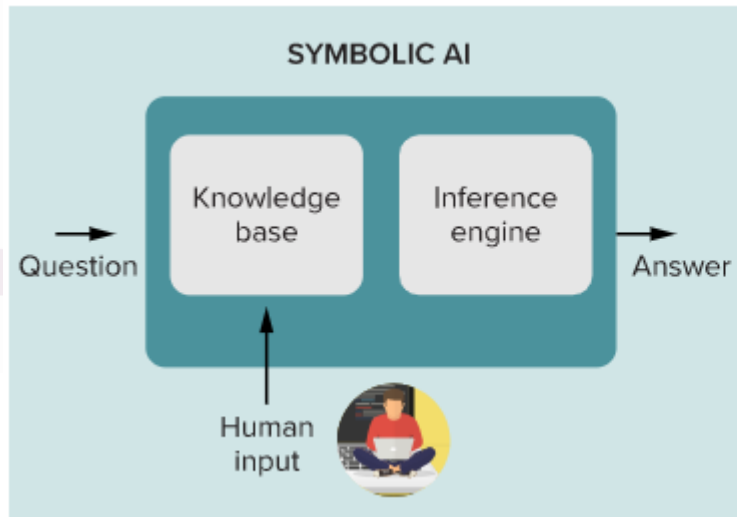 SYMBOLIC AI
Knowledge
base
Inference
engine
Question
Answer
Human
input